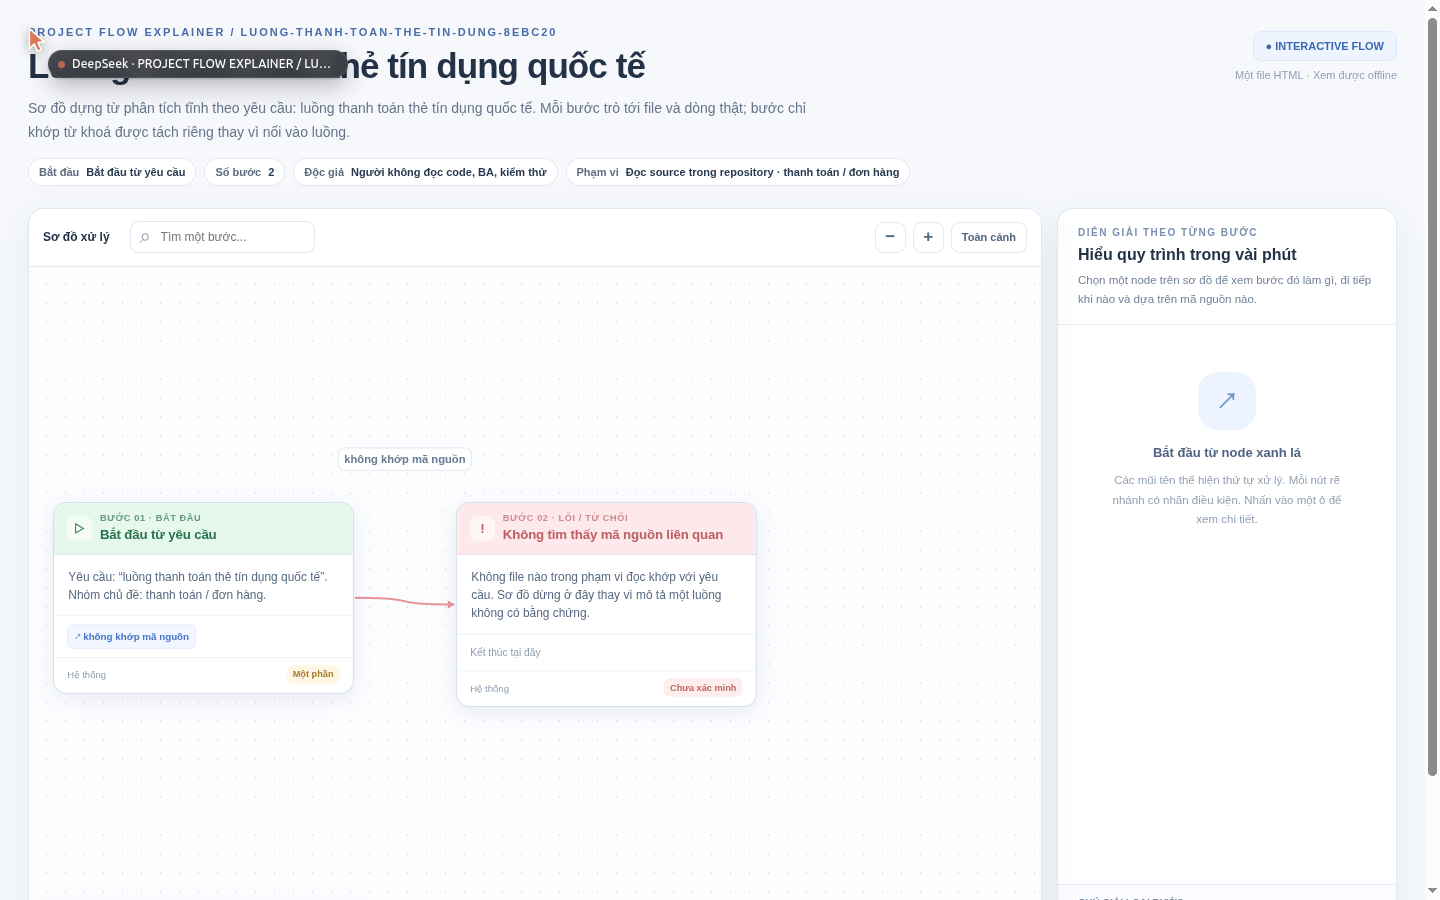 PROJECT FLOW EXPLAINER / LUONG-THANH-TOAN-THE-TIN-DUNG-8EBC20
DeepSeek · PROJECT FLOW EXPLAINER / LU...
thẻ tín dụng quốc tế
● INTERACTIVE FLOW
Một file HTML · Xem được offline
Sơ đồ dựng từ phân tích tĩnh theo yêu cầu: luồng thanh toán thẻ tín dụng quốc tế. Mỗi bước trỏ tới file và dòng thật; bước chỉ
khớp từ khoá được tách riêng thay vì nối vào luồng.
Bắt đầu Bắt đầu từ yêu cầu
Số bước 2
Độc giả Người không đọc code, BA, kiểm thử
Phạm vi Đọc source trong repository · thanh toán / đơn hàng
Sơ đồ xử lý
Tìm một bước...
−
+
Toàn cảnh
không khớp mã nguồn
BƯỚC 01 · BẮT ĐẦU
Bắt đầu từ yêu cầu
Yêu cầu: “luồng thanh toán thẻ tín dụng quốc tế”.
Nhóm chủ đề: thanh toán / đơn hàng.
↗ không khớp mã nguồn
Hệ thống
Một phần
!
BƯỚC 02 · LỖI / TỪ CHỐI
Không tìm thấy mã nguồn liên quan
Không file nào trong phạm vi đọc khớp với yêu
cầu. Sơ đồ dừng ở đây thay vì mô tả một luồng
không có bằng chứng.
Kết thúc tại đây
Hệ thống
Chưa xác minh
DIỄN GIẢI THEO TỪNG BƯỚC
Hiểu quy trình trong vài phút
Chọn một node trên sơ đồ để xem bước đó làm gì, đi tiếp
khi nào và dựa trên mã nguồn nào.
↗
Bắt đầu từ node xanh lá
Các mũi tên thể hiện thứ tự xử lý. Mỗi nút rẽ
nhánh có nhãn điều kiện. Nhấn vào một ô để
xem chi tiết.